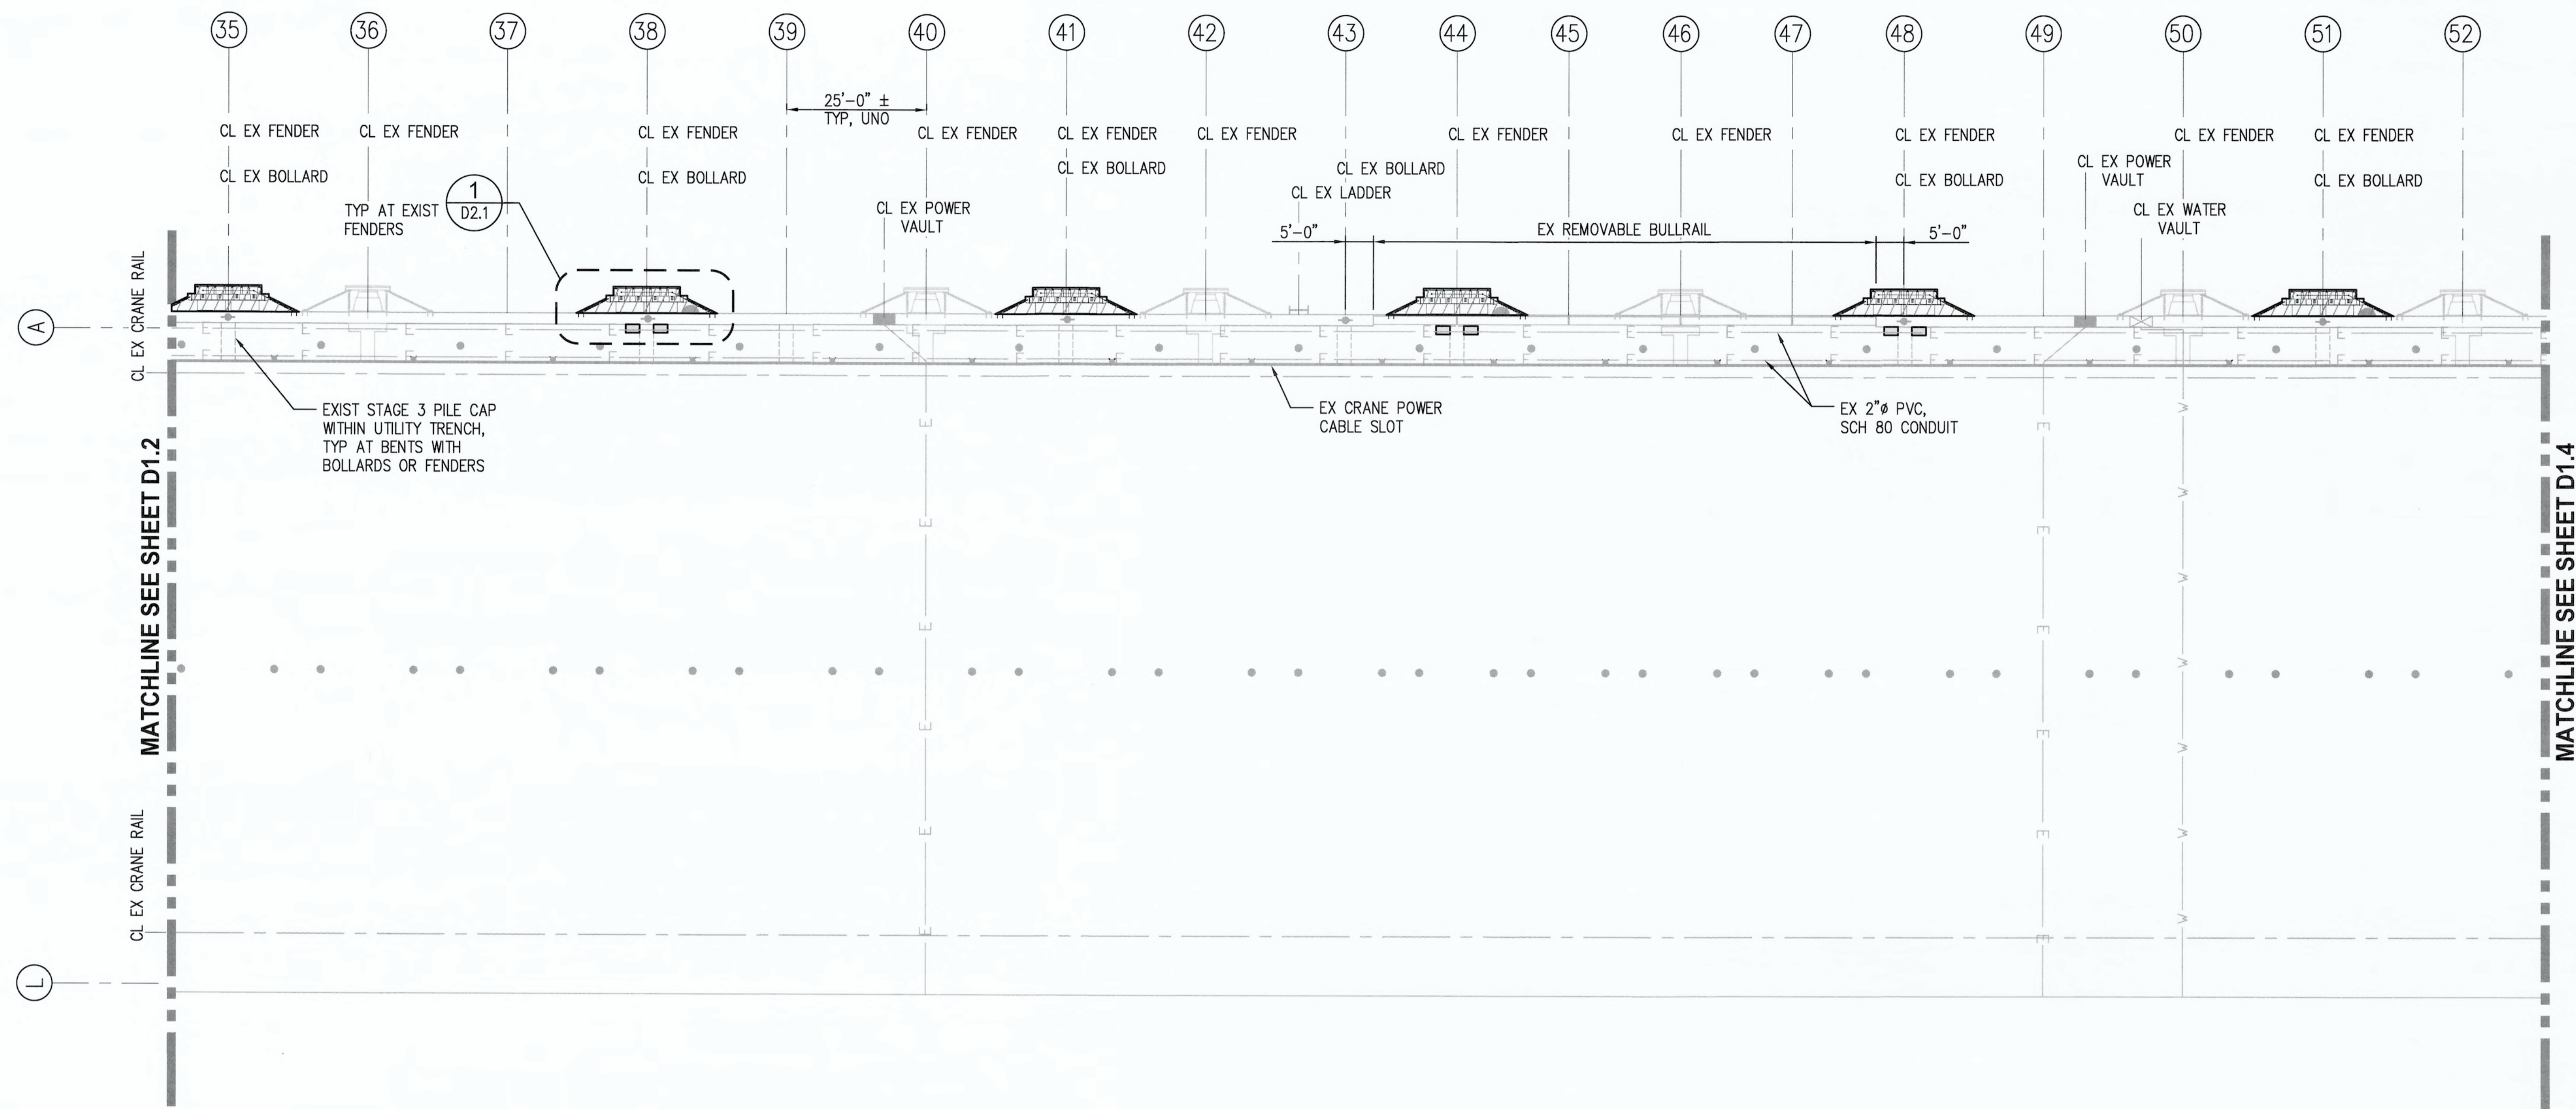 35 36 37 38 39 40 41 42 43 44 45 46 47 48 49 50 51 52
25'-0" ±
TYP, UNO
CL EX FENDER CL EX FENDER CL EX FENDER CL EX FENDER CL EX FENDER CL EX FENDER CL EX FENDER CL EX FENDER CL EX FENDER CL EX FENDER CL EX FENDER
CL EX BOLLARD CL EX BOLLARD CL EX BOLLARD CL EX BOLLARD CL EX BOLLARD CL EX BOLLARD
CL EX LADDER
CL EX POWER
VAULT
CL EX WATER
VAULT
1
D2.1
TYP AT EXIST
FENDERS
CL EX POWER
VAULT
5'-0"
EX REMOVABLE BULLRAIL
5'-0"
A
CL EX CRANE RAIL
EXIST STAGE 3 PILE CAP
WITHIN UTILITY TRENCH,
TYP AT BENTS WITH
BOLLARDS OR FENDERS
EX CRANE POWER
CABLE SLOT
EX 2"ø PVC,
SCH 80 CONDUIT
MATCHLINE SEE SHEET D1.2
MATCHLINE SEE SHEET D1.4
E E E E E E
E E E E E E
W W W W W W
CL EX CRANE RAIL
L